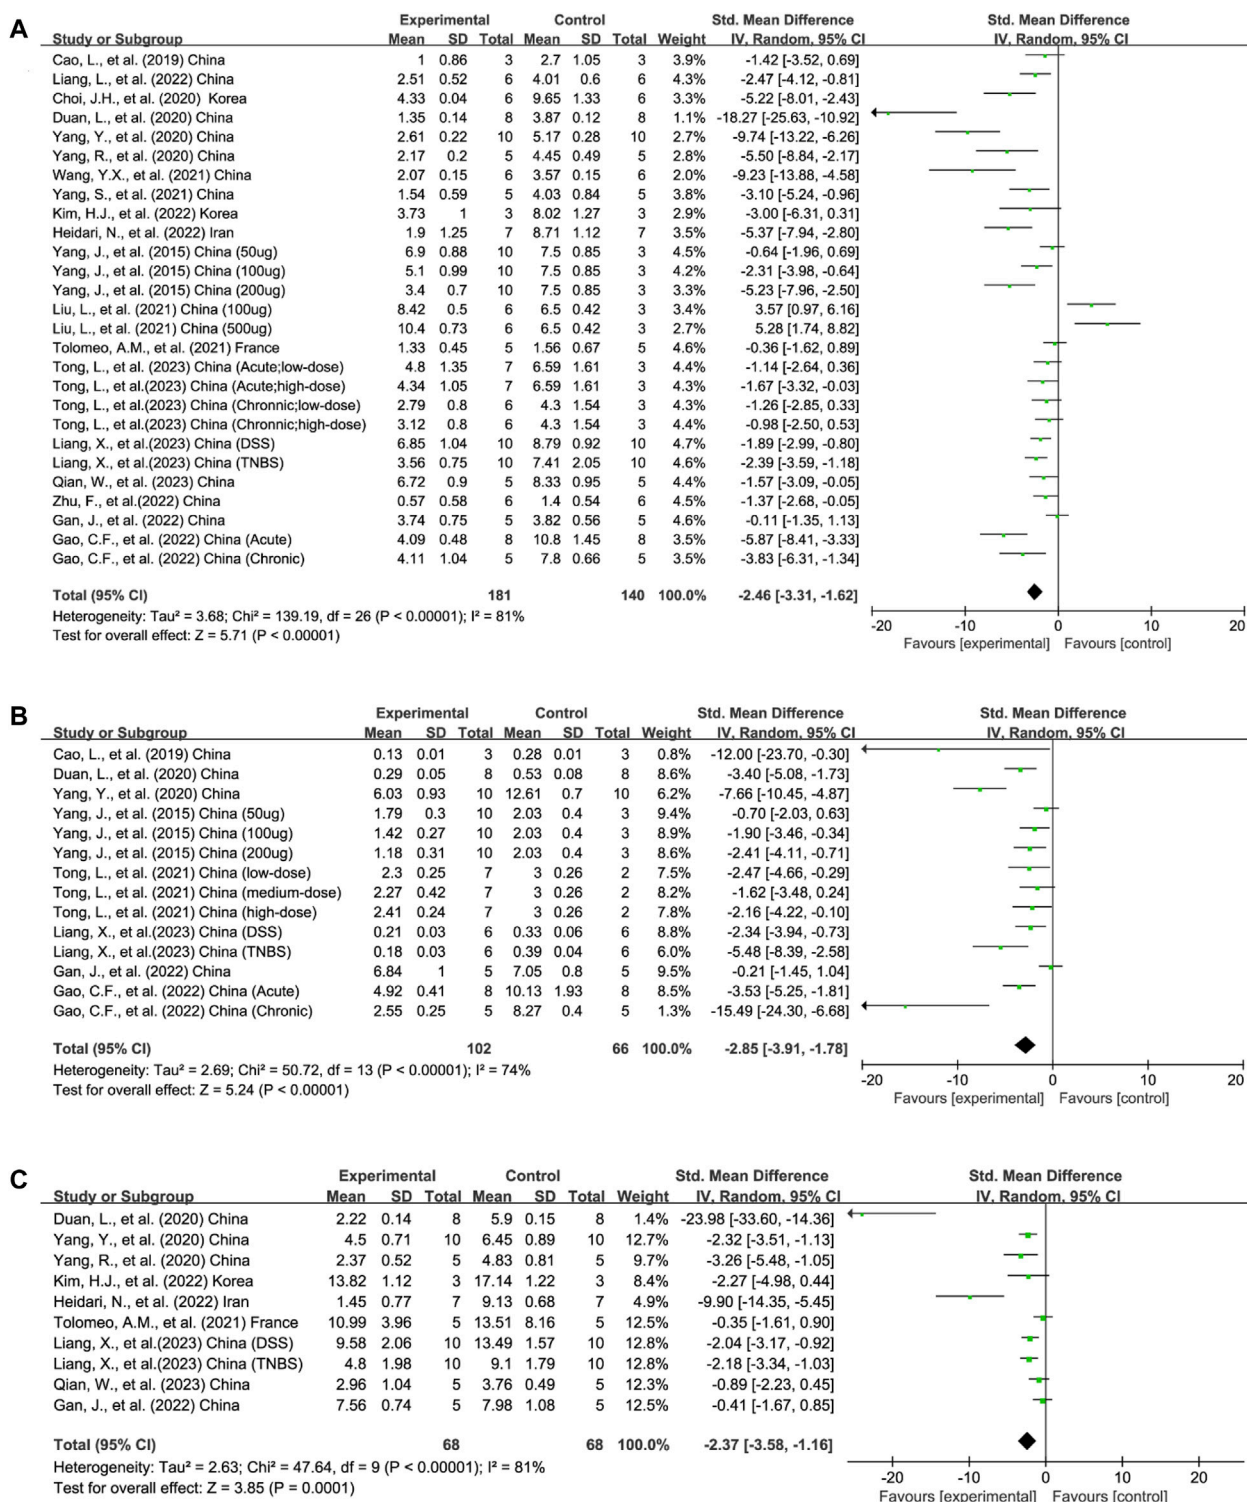 A
Experimental Control Std. Mean Difference Std. Mean Difference
Study or Subgroup Mean SD Total Mean SD Total Weight IV, Random, 95% CI IV, Random, 95% CI
Cao, L., et al. (2019) China 1 0.86 3 2.7 1.05 3 3.9% -1.42 [-3.52, 0.69]
Liang, L., et al. (2022) China 2.51 0.52 6 4.01 0.6 6 4.3% -2.47 [-4.12, -0.81]
Choi, J.H., et al. (2020) Korea 4.33 0.04 6 9.65 1.33 6 3.3% -5.22 [-8.01, -2.43]
Duan, L., et al. (2020) China 1.35 0.14 8 3.87 0.12 8 1.1% -18.27 [-25.63, -10.92]
Yang, Y., et al. (2020) China 2.61 0.22 10 5.17 0.28 10 2.7% -9.74 [-13.22, -6.26]
Yang, R., et al. (2020) China 2.17 0.2 5 4.45 0.49 5 2.8% -5.50 [-8.84, -2.17]
Wang, Y.X., et al. (2021) China 2.07 0.15 6 3.57 0.15 6 2.0% -9.23 [-13.88, -4.58]
Yang, S., et al. (2021) China 1.54 0.59 5 4.03 0.84 5 3.8% -3.10 [-5.24, -0.96]
Kim, H.J., et al. (2022) Korea 3.73 1 3 8.02 1.27 3 2.9% -3.00 [-6.31, 0.31]
Heidari, N., et al. (2022) Iran 1.9 1.25 7 8.71 1.12 7 3.4% -5.37 [-7.94, -2.80]
Yang, J., et al. (2015) China (50ug) 6.9 0.88 10 7.5 0.85 3 4.5% -0.64 [-1.96, 0.69]
Yang, J., et al. (2015) China (100ug) 5.1 0.99 10 7.5 0.85 3 4.2% -2.31 [-3.98, -0.64]
Yang, J., et al. (2015) China (200ug) 3.4 0.7 10 7.5 0.85 3 3.3% -5.23 [-7.96, -2.50]
Liu, L., et al. (2021) China (100ug) 8.42 0.5 6 6.5 0.42 3 3.4% 3.57 [0.97, 6.16]
Liu, L., et al. (2021) China (500ug) 10.4 0.73 6 6.5 0.42 3 2.7% 5.28 [1.74, 8.82]
Tolomeo, A.M., et al. (2021) France 1.33 0.45 5 1.56 0.67 5 4.6% -0.36 [-1.62, 0.89]
Tong, L., et al. (2023) China (Acute;low-dose) 4.8 1.35 7 6.59 1.61 3 4.4% -1.14 [-2.64, 0.36]
Tong, L., et al.(2023) China (Acute;high-dose) 4.34 1.05 7 6.59 1.61 3 4.3% -1.67 [-3.32, -0.03]
Tong, L., et al.(2023) China (Chronnic;low-dose) 2.79 0.8 6 4.3 1.54 3 4.3% -1.26 [-2.85, 0.33]
Tong, L., et al.(2023) China (Chronnic;high-dose) 3.12 0.8 6 4.3 1.54 3 4.4% -0.98 [-2.50, 0.53]
Liang, X., et al.(2023) China (DSS) 6.85 1.04 10 8.79 0.92 10 4.7% -1.89 [-2.99, -0.80]
Liang, X., et al.(2023) China (TNBS) 3.56 0.75 10 7.41 2.05 10 4.6% -2.39 [-3.59, -1.18]
Qian, W., et al. (2023) China 6.72 0.9 5 8.33 0.95 5 4.4% -1.57 [-3.09, -0.05]
Zhu, F., et al.(2022) China 0.57 0.58 6 1.4 0.54 6 4.5% -1.37 [-2.68, -0.05]
Gan, J., et al. (2022) China 3.74 0.75 5 3.82 0.56 5 4.6% -0.11 [-1.35, 1.13]
Gao, C.F., et al. (2022) China (Acute) 4.09 0.48 8 10.8 1.45 8 3.5% -5.87 [-8.41, -3.33]
Gao, C.F., et al. (2022) China (Chronic) 4.11 1.04 5 7.8 0.66 5 3.5% -3.83 [-6.31, -1.34]
Total (95% CI) 181 140 100.0% -2.46 [-3.31, -1.62]
Heterogeneity: Tau² = 3.68; Chi² = 139.19, df = 26 (P < 0.00001); I² = 81%
Test for overall effect: Z = 5.71 (P < 0.00001)
-20 -10 0 10 20
Favours [experimental] Favours [control]
B
Experimental Control Std. Mean Difference Std. Mean Difference
Study or Subgroup Mean SD Total Mean SD Total Weight IV, Random, 95% CI IV, Random, 95% CI
Cao, L., et al. (2019) China 0.13 0.01 3 0.28 0.01 3 0.8% -12.00 [-23.70, -0.30]
Duan, L., et al. (2020) China 0.29 0.05 8 0.53 0.08 8 8.6% -3.40 [-5.08, -1.73]
Yang, Y., et al. (2020) China 6.03 0.93 10 12.61 0.7 10 6.2% -7.66 [-10.45, -4.87]
Yang, J., et al. (2015) China (50ug) 1.79 0.3 10 2.03 0.4 3 9.4% -0.70 [-2.03, 0.63]
Yang, J., et al. (2015) China (100ug) 1.42 0.27 10 2.03 0.4 3 8.9% -1.90 [-3.46, -0.34]
Yang, J., et al. (2015) China (200ug) 1.18 0.31 10 2.03 0.4 3 8.6% -2.41 [-4.11, -0.71]
Tong, L., et al. (2021) China (low-dose) 2.3 0.25 7 3 0.26 2 7.5% -2.47 [-4.66, -0.29]
Tong, L., et al. (2021) China (medium-dose) 2.27 0.42 7 3 0.26 2 8.2% -1.62 [-3.48, 0.24]
Tong, L., et al. (2021) China (high-dose) 2.41 0.24 7 3 0.26 2 7.8% -2.16 [-4.22, -0.10]
Liang, X., et al.(2023) China (DSS) 0.21 0.03 6 0.33 0.06 6 8.8% -2.34 [-3.94, -0.73]
Liang, X., et al.(2023) China (TNBS) 0.18 0.03 6 0.39 0.04 6 6.0% -5.48 [-8.39, -2.58]
Gan, J., et al. (2022) China 6.84 1 5 7.05 0.8 5 9.5% -0.21 [-1.45, 1.04]
Gao, C.F., et al. (2022) China (Acute) 4.92 0.41 8 10.13 1.93 8 8.5% -3.53 [-5.25, -1.81]
Gao, C.F., et al. (2022) China (Chronic) 2.55 0.25 5 8.27 0.4 5 1.3% -15.49 [-24.30, -6.68]
Total (95% CI) 102 66 100.0% -2.85 [-3.91, -1.78]
Heterogeneity: Tau² = 2.69; Chi² = 50.72, df = 13 (P < 0.00001); I² = 74%
Test for overall effect: Z = 5.24 (P < 0.00001)
-20 -10 0 10 20
Favours [experimental] Favours [control]
C
Experimental Control Std. Mean Difference Std. Mean Difference
Study or Subgroup Mean SD Total Mean SD Total Weight IV, Random, 95% CI IV, Random, 95% CI
Duan, L., et al. (2020) China 2.22 0.14 8 5.9 0.15 8 1.4% -23.98 [-33.60, -14.36]
Yang, Y., et al. (2020) China 4.5 0.71 10 6.45 0.89 10 12.7% -2.32 [-3.51, -1.13]
Yang, R., et al. (2020) China 2.37 0.52 5 4.83 0.81 5 9.7% -3.26 [-5.48, -1.05]
Kim, H.J., et al. (2022) Korea 13.82 1.12 3 17.14 1.22 3 8.4% -2.27 [-4.98, 0.44]
Heidari, N., et al. (2022) Iran 1.45 0.77 7 9.13 0.68 7 4.9% -9.90 [-14.35, -5.45]
Tolomeo, A.M., et al. (2021) France 10.99 3.96 5 13.51 8.16 5 12.5% -0.35 [-1.61, 0.90]
Liang, X., et al.(2023) China (DSS) 9.58 2.06 10 13.49 1.57 10 12.8% -2.04 [-3.17, -0.92]
Liang, X., et al.(2023) China (TNBS) 4.8 1.98 10 9.1 1.79 10 12.8% -2.18 [-3.34, -1.03]
Qian, W., et al. (2023) China 2.96 1.04 5 3.76 0.49 5 12.3% -0.89 [-2.23, 0.45]
Gan, J., et al. (2022) China 7.56 0.74 5 7.98 1.08 5 12.5% -0.41 [-1.67, 0.85]
Total (95% CI) 68 68 100.0% -2.37 [-3.58, -1.16]
Heterogeneity: Tau² = 2.63; Chi² = 47.64, df = 9 (P < 0.00001); I² = 81%
Test for overall effect: Z = 3.85 (P = 0.0001)
-20 -10 0 10 20
Favours [experimental] Favours [control]